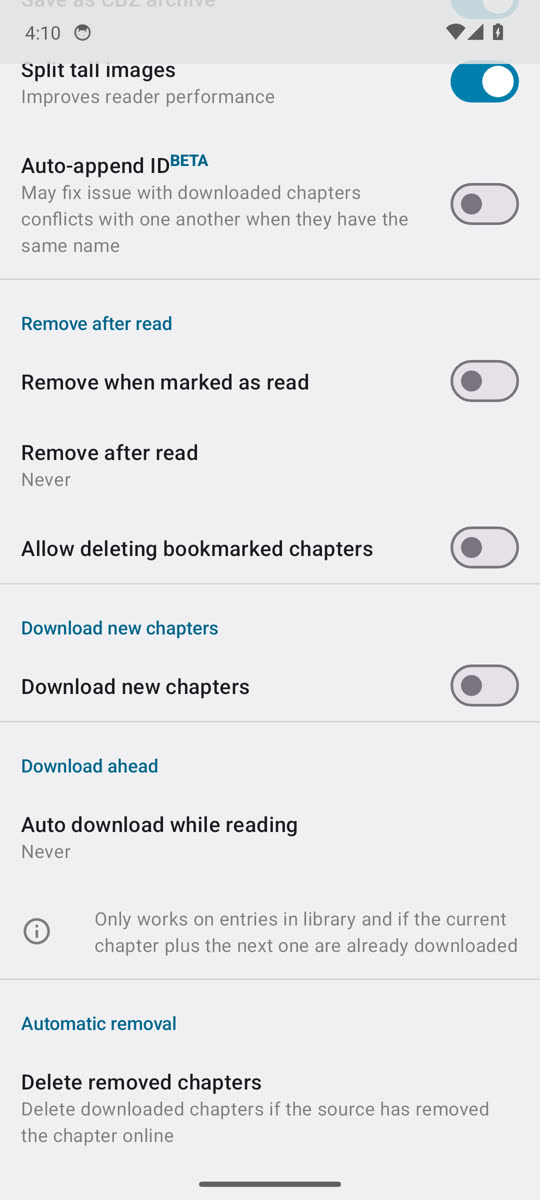 Save as CBZ archive
4:10
Split tall images
Improves reader performance
Auto-append IDBETA
May fix issue with downloaded chapters
conflicts with one another when they have the
same name
Remove after read
Remove when marked as read
Remove after read
Never
Allow deleting bookmarked chapters
Download new chapters
Download new chapters
Download ahead
Auto download while reading
Never
Only works on entries in library and if the current
chapter plus the next one are already downloaded
Automatic removal
Delete removed chapters
Delete downloaded chapters if the source has removed
the chapter online